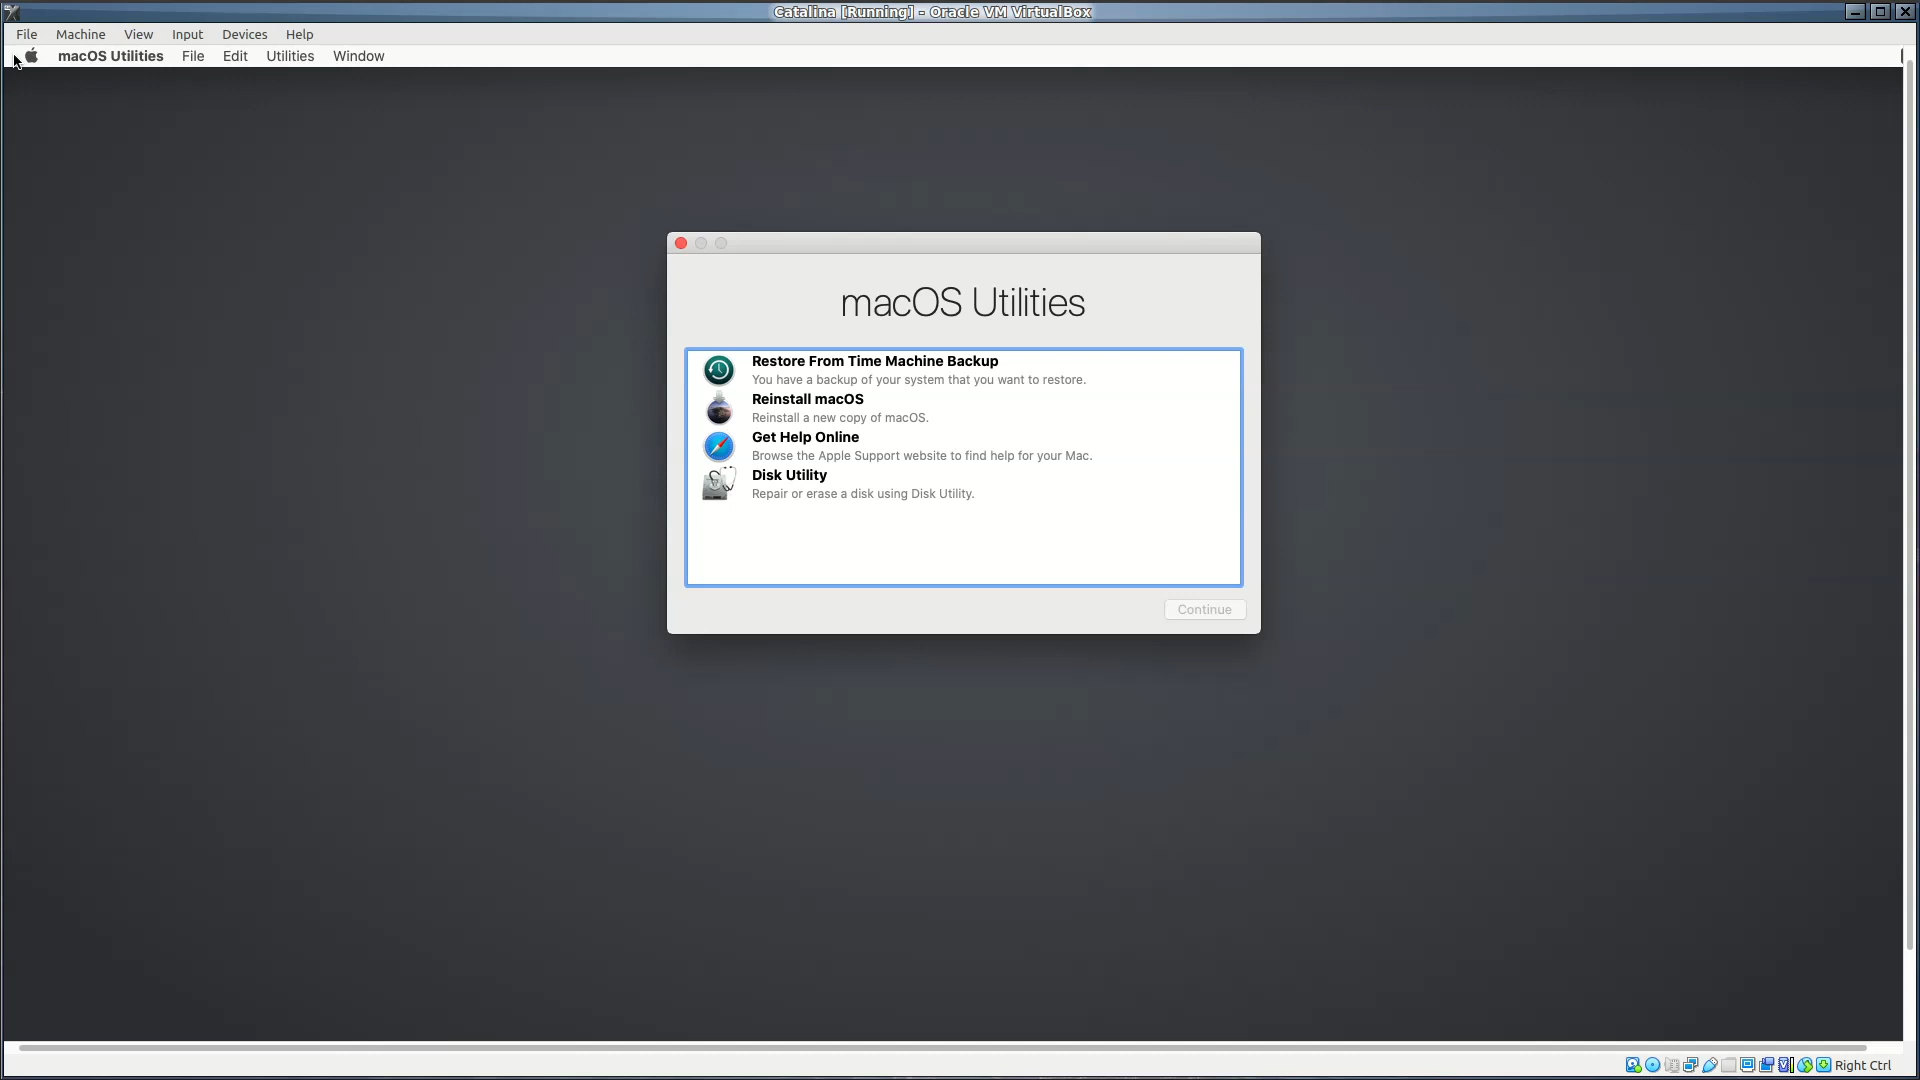 Catalina [Running] - Oracle VM VirtualBox
File Machine View Input Devices Help
macOS Utilities File Edit Utilities Window
macOS Utilities
Restore From Time Machine Backup
You have a backup of your system that you want to restore.
Reinstall macOS
Reinstall a new copy of macOS.
Get Help Online
Browse the Apple Support website to find help for your Mac.
Disk Utility
Repair or erase a disk using Disk Utility.
Continue
Right Ctrl